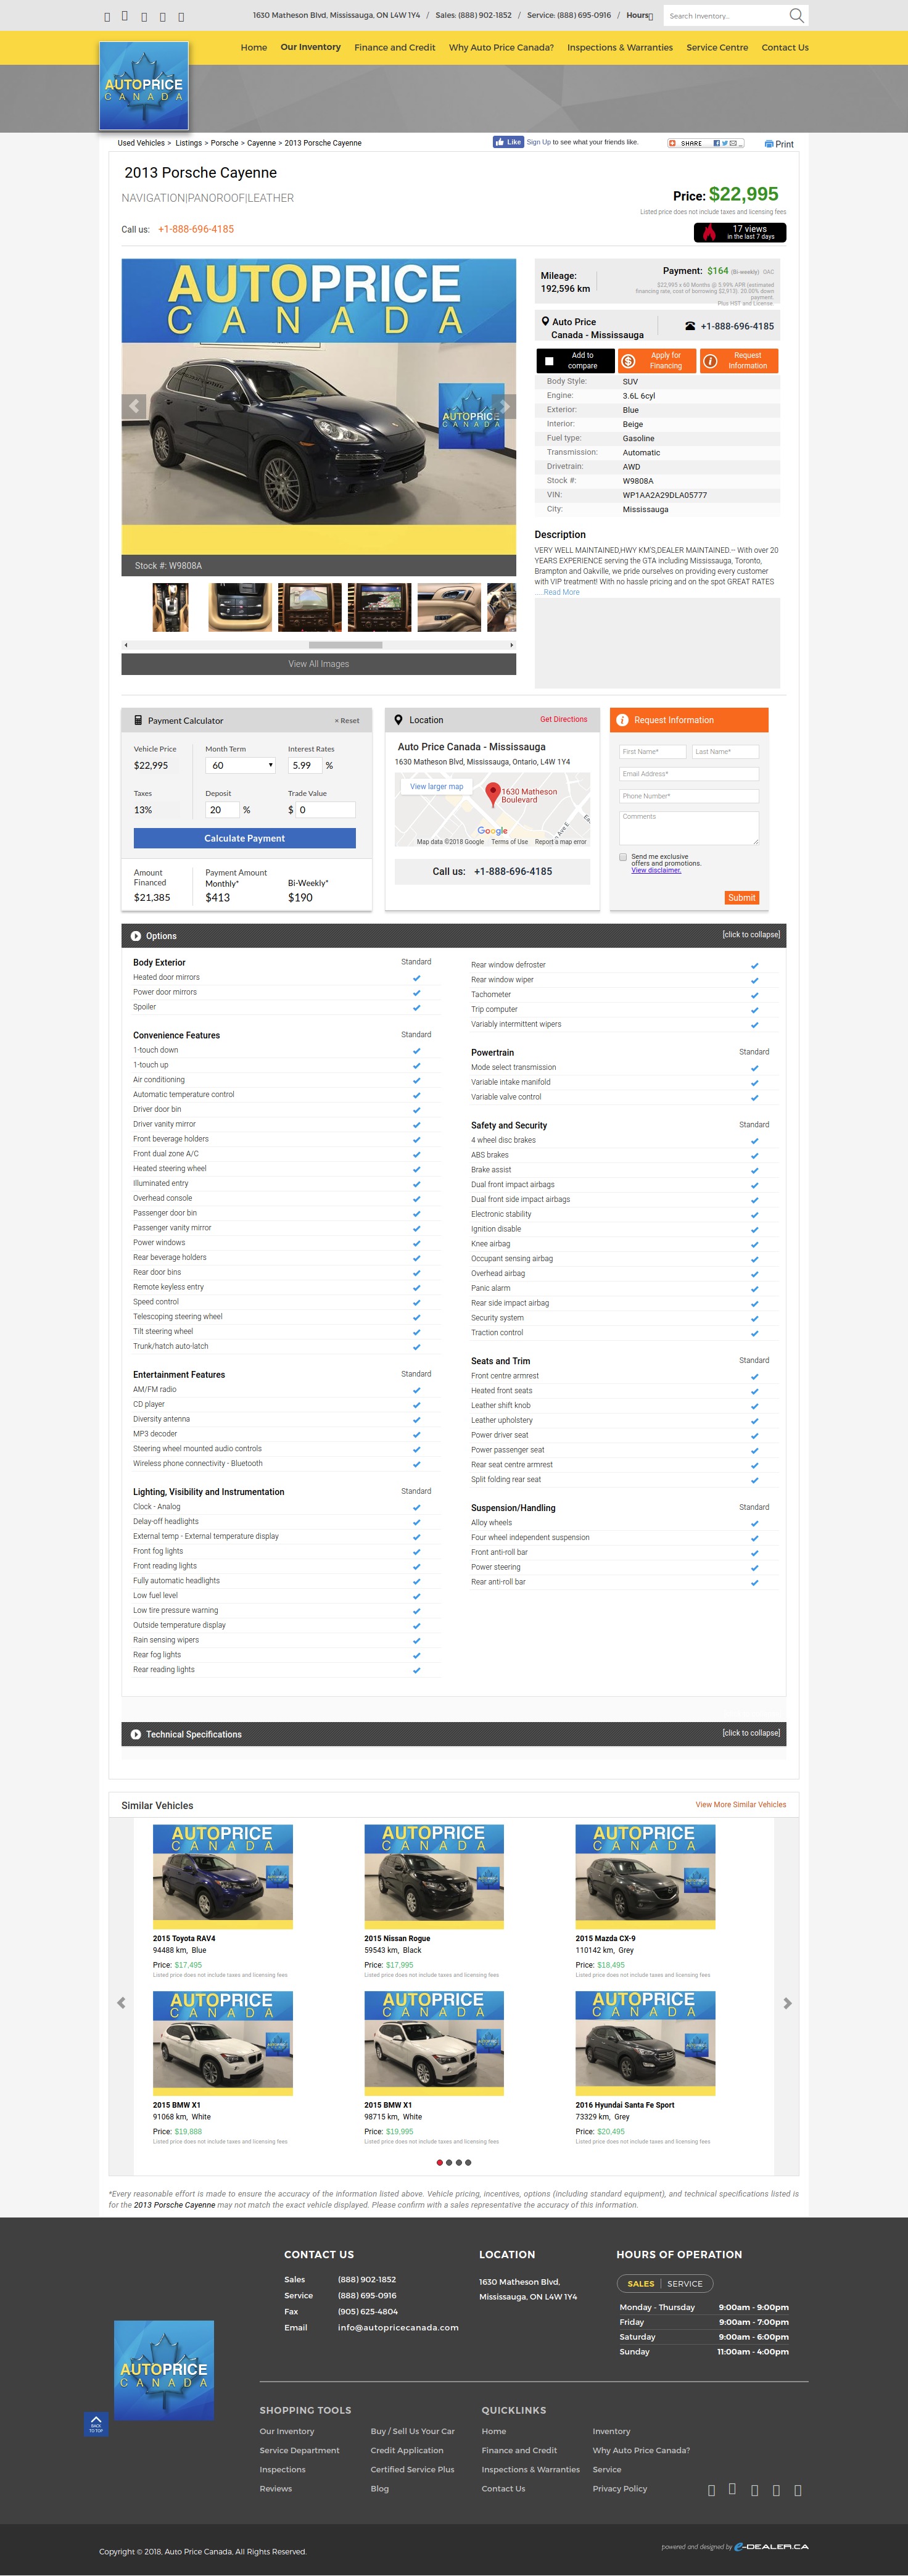 1630 Matheson Blvd, Mississauga, ON L4W 1Y4 / Sales: (888) 902-1852 / Service: (888) 695-0916 / Hours
Search Inventory...
Home Our Inventory Finance and Credit Why Auto Price Canada? Inspections & Warranties Service Centre Contact Us
AUTOPRICE
CANADA
Used Vehicles > Listings > Porsche > Cayenne > 2013 Porsche Cayenne
Like Sign Up to see what your friends like.
SHARE
Print
2013 Porsche Cayenne
NAVIGATION|PANOROOF|LEATHER
Price: $22,995
Listed price does not include taxes and licensing fees
Call us: +1-888-696-4185
17 views
in the last 7 days
AUTOPRICE
CANADA
AUTOPRICE
CANADA
Stock #: W9808A
View All Images
Mileage:
192,596 km
Payment: $164 (Bi-weekly) OAC
$22,995 x 60 Months @ 5.99% APR (estimated
financing rate, cost of borrowing $2,913). 20.00% down
payment.
Plus HST and License.
Auto Price
Canada - Mississauga
+1-888-696-4185
Add to
compare
Apply for
Financing
Request
Information
Body Style: SUV
Engine: 3.6L 6cyl
Exterior: Blue
Interior: Beige
Fuel type: Gasoline
Transmission: Automatic
Drivetrain: AWD
Stock #: W9808A
VIN: WP1AA2A29DLA05777
City: Mississauga
Description
VERY WELL MAINTAINED,HWY KM'S,DEALER MAINTAINED.-- With over 20
YEARS EXPERIENCE serving the GTA including Mississauga, Toronto,
Brampton and Oakville, we pride ourselves on providing every customer
with VIP treatment! With no hassle pricing and on the spot GREAT RATES
.....Read More
Payment Calculator
× Reset
Vehicle Price Month Term Interest Rates
$22,995 60 5.99 %
Taxes Deposit Trade Value
13% 20 % $ 0
Calculate Payment
Amount
Financed
$21,385
Payment Amount
Monthly*
$413
Bi-Weekly*
$190
Location
Get Directions
Auto Price Canada - Mississauga
1630 Matheson Blvd, Mississauga, Ontario, L4W 1Y4
View larger map
1630 Matheson
Boulevard
Google
Map data ©2018 Google Terms of Use Report a map error
Call us: +1-888-696-4185
Request Information
First Name* Last Name*
Email Address*
Phone Number*
Comments
Send me exclusive
offers and promotions.
View disclaimer.
Submit
Options
[click to collapse]
Body Exterior Standard
Heated door mirrors
Power door mirrors
Spoiler
Convenience Features Standard
1-touch down
1-touch up
Air conditioning
Automatic temperature control
Driver door bin
Driver vanity mirror
Front beverage holders
Front dual zone A/C
Heated steering wheel
Illuminated entry
Overhead console
Passenger door bin
Passenger vanity mirror
Power windows
Rear beverage holders
Rear door bins
Remote keyless entry
Speed control
Telescoping steering wheel
Tilt steering wheel
Trunk/hatch auto-latch
Entertainment Features Standard
AM/FM radio
CD player
Diversity antenna
MP3 decoder
Steering wheel mounted audio controls
Wireless phone connectivity - Bluetooth
Lighting, Visibility and Instrumentation Standard
Clock - Analog
Delay-off headlights
External temp - External temperature display
Front fog lights
Front reading lights
Fully automatic headlights
Low fuel level
Low tire pressure warning
Outside temperature display
Rain sensing wipers
Rear fog lights
Rear reading lights
Rear window defroster
Rear window wiper
Tachometer
Trip computer
Variably intermittent wipers
Powertrain Standard
Mode select transmission
Variable intake manifold
Variable valve control
Safety and Security Standard
4 wheel disc brakes
ABS brakes
Brake assist
Dual front impact airbags
Dual front side impact airbags
Electronic stability
Ignition disable
Knee airbag
Occupant sensing airbag
Overhead airbag
Panic alarm
Rear side impact airbag
Security system
Traction control
Seats and Trim Standard
Front centre armrest
Heated front seats
Leather shift knob
Leather upholstery
Power driver seat
Power passenger seat
Rear seat centre armrest
Split folding rear seat
Suspension/Handling Standard
Alloy wheels
Four wheel independent suspension
Front anti-roll bar
Power steering
Rear anti-roll bar
Technical Specifications
[click to collapse]
Similar Vehicles
View More Similar Vehicles
AUTOPRICE AUTOPRICE AUTOPRICE
CANADA CANADA CANADA
2015 Toyota RAV4 2015 Nissan Rogue 2015 Mazda CX-9
94488 km, Blue 59543 km, Black 110142 km, Grey
Price: $17,495 Price: $17,995 Price: $18,495
Listed price does not include taxes and licensing fees Listed price does not include taxes and licensing fees Listed price does not include taxes and licensing fees
AUTOPRICE AUTOPRICE AUTOPRICE
CANADA CANADA CANADA
2015 BMW X1 2015 BMW X1 2016 Hyundai Santa Fe Sport
91068 km, White 98715 km, White 73329 km, Grey
Price: $19,888 Price: $19,995 Price: $20,495
Listed price does not include taxes and licensing fees Listed price does not include taxes and licensing fees Listed price does not include taxes and licensing fees
*Every reasonable effort is made to ensure the accuracy of the information listed above. Vehicle pricing, incentives, options (including standard equipment), and technical specifications listed is
for the 2013 Porsche Cayenne may not match the exact vehicle displayed. Please confirm with a sales representative the accuracy of this information.
CONTACT US
Sales (888) 902-1852
Service (888) 695-0916
Fax (905) 625-4804
Email info@autopricecanada.com
LOCATION
1630 Matheson Blvd,
Mississauga, ON L4W 1Y4
HOURS OF OPERATION
SALES | SERVICE
Monday - Thursday 9:00am - 9:00pm
Friday 9:00am - 7:00pm
Saturday 9:00am - 6:00pm
Sunday 11:00am - 4:00pm
AUTOPRICE
CANADA
BACK
TO TOP
SHOPPING TOOLS QUICKLINKS
Our Inventory Buy / Sell Us Your Car Home Inventory
Service Department Credit Application Finance and Credit Why Auto Price Canada?
Inspections Certified Service Plus Inspections & Warranties Service
Reviews Blog Contact Us Privacy Policy
Copyright © 2018, Auto Price Canada, All Rights Reserved.
powered and designed by e-DEALER.CA